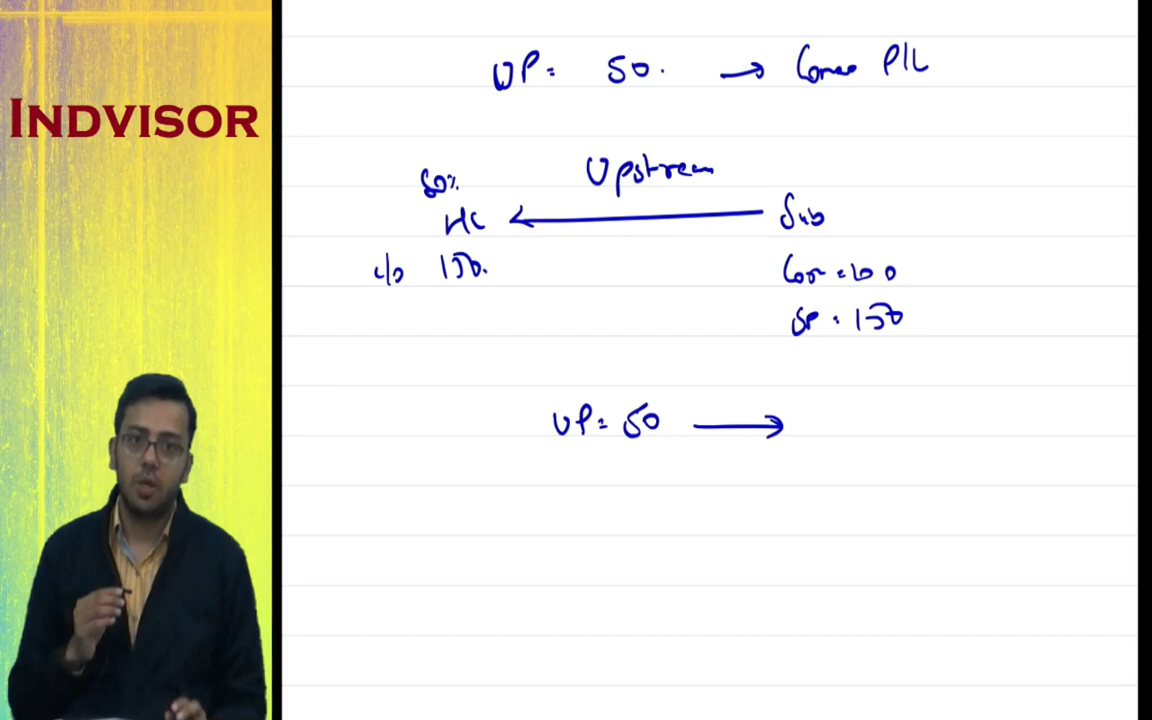 INDVISOR
UP = 50. → Conso P/L
Upstream
80%
HC ← Sub
c/s 150.
Cost = 100
SP = 150
UP = 50 →